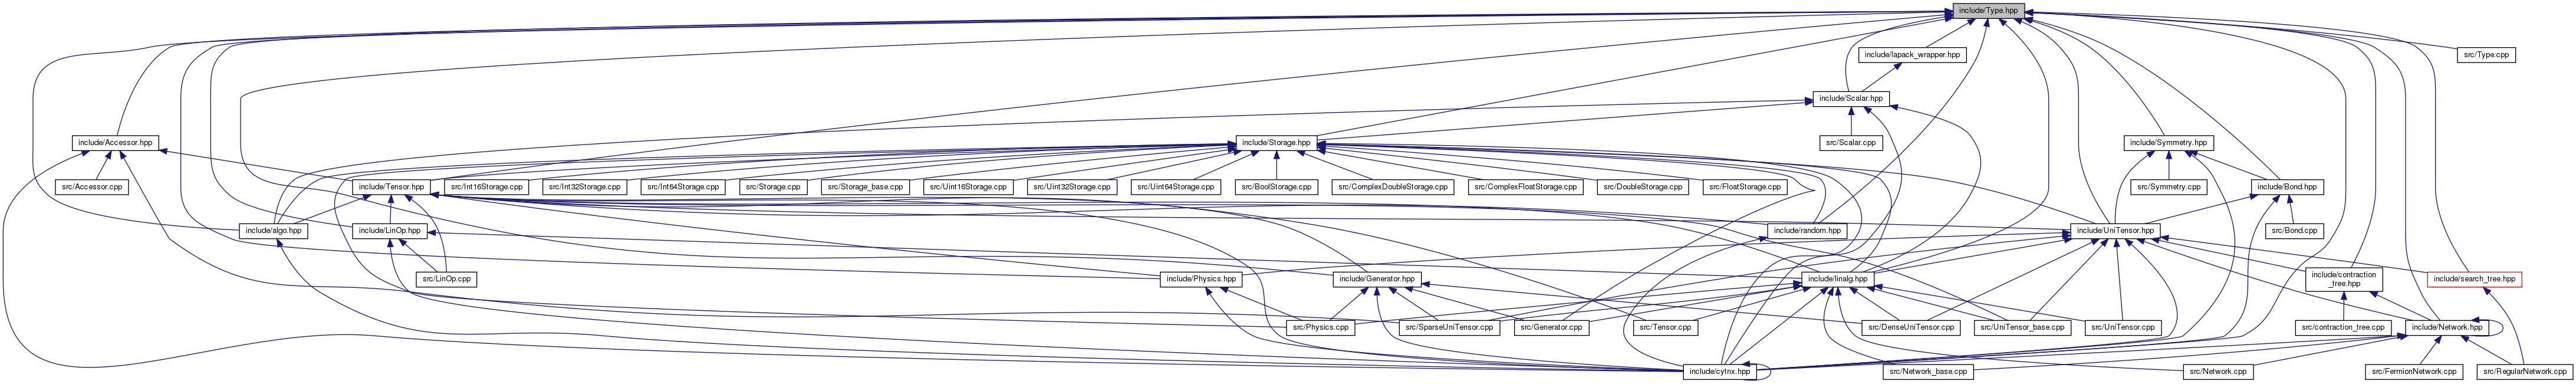 include/Type.hpp
include/lapack_wrapper.hpp
src/Type.cpp
include/Scalar.hpp
include/Accessor.hpp
include/Storage.hpp
src/Scalar.cpp
include/Symmetry.hpp
src/Accessor.cpp
include/Tensor.hpp
src/Int16Storage.cpp
src/Int32Storage.cpp
src/Int64Storage.cpp
src/Storage.cpp
src/Storage_base.cpp
src/Uint16Storage.cpp
src/Uint32Storage.cpp
src/Uint64Storage.cpp
src/BoolStorage.cpp
src/ComplexDoubleStorage.cpp
src/ComplexFloatStorage.cpp
src/DoubleStorage.cpp
src/FloatStorage.cpp
src/Symmetry.cpp
include/Bond.hpp
include/algo.hpp
include/LinOp.hpp
include/random.hpp
include/UniTensor.hpp
src/Bond.cpp
src/LinOp.cpp
include/Physics.hpp
include/Generator.hpp
include/linalg.hpp
include/contraction
_tree.hpp
include/search_tree.hpp
src/Physics.cpp
src/SparseUniTensor.cpp
src/Generator.cpp
src/Tensor.cpp
src/DenseUniTensor.cpp
src/UniTensor_base.cpp
src/UniTensor.cpp
src/contraction_tree.cpp
include/Network.hpp
include/cytnx.hpp
src/Network_base.cpp
src/Network.cpp
src/FermionNetwork.cpp
src/RegularNetwork.cpp